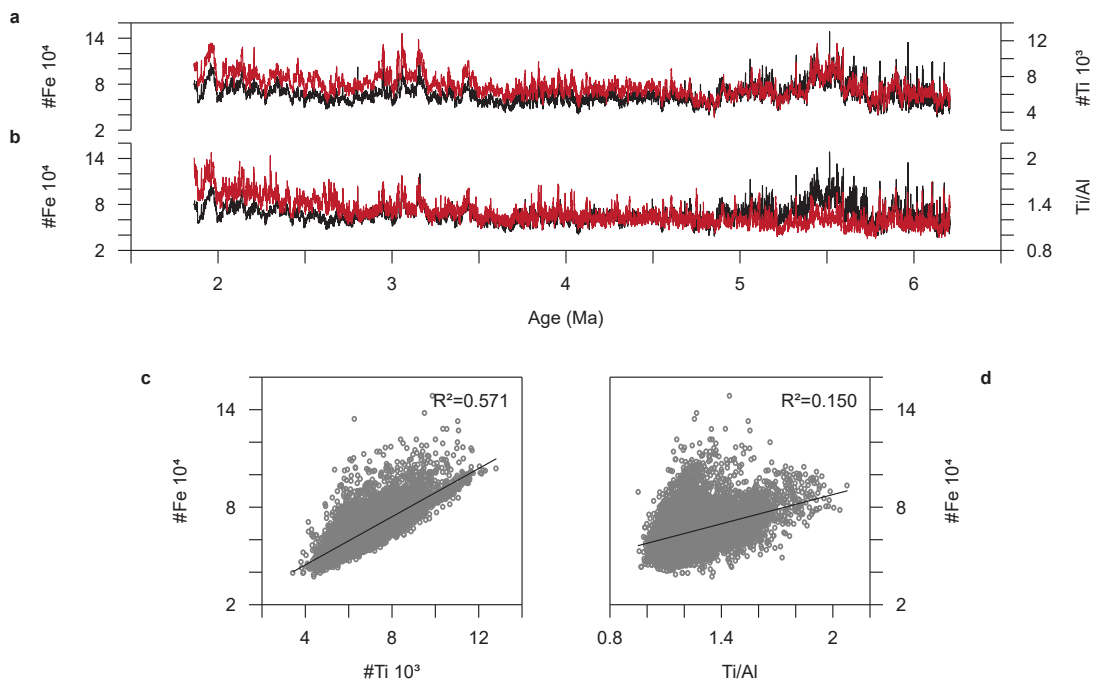 a
14
8
2
#Fe 10⁴
12
8
4
#Ti 10³
b
14
8
2
#Fe 10⁴
2
1.4
0.8
Ti/Al
2 3 4 5 6
Age (Ma)
c
R²=0.571
14
8
2
#Fe 10⁴
4 8 12
#Ti 10³
d
R²=0.150
14
8
2
#Fe 10⁴
0.8 1.4 2
Ti/Al